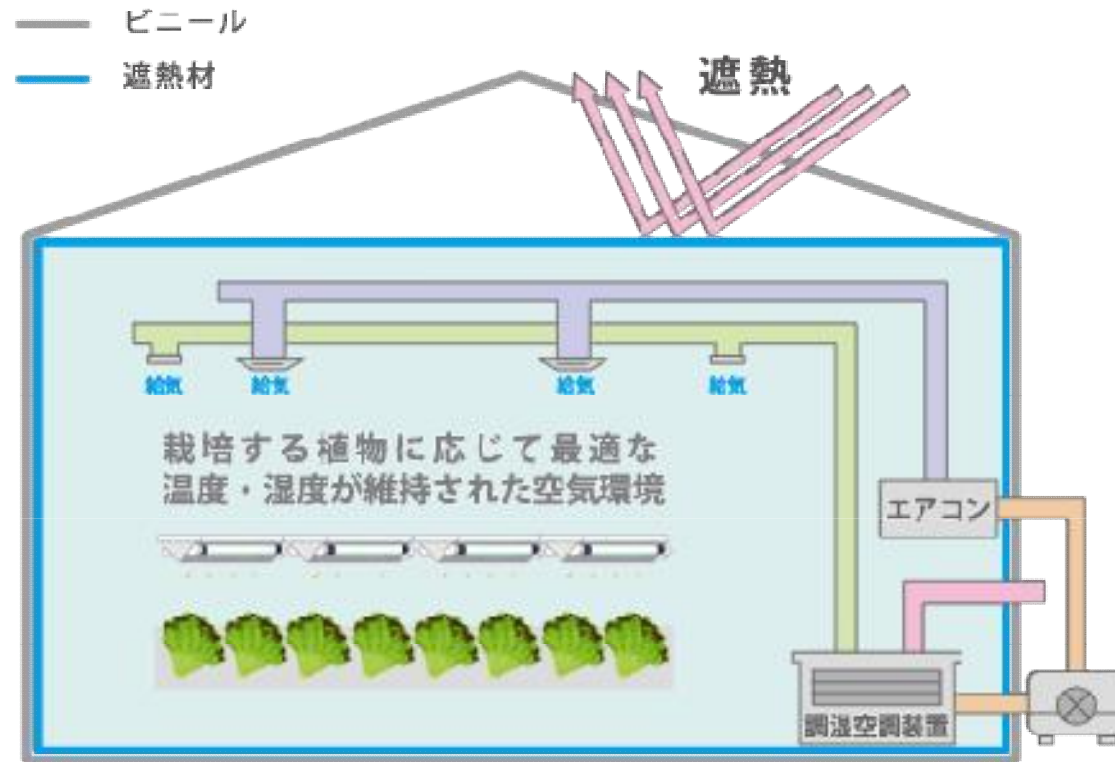 ビニール
遮熱材
遮熱
給気
給気
給気
給気
栽培する植物に応じて最適な
温度・湿度が維持された空気環境
エアコン
調湿空調装置